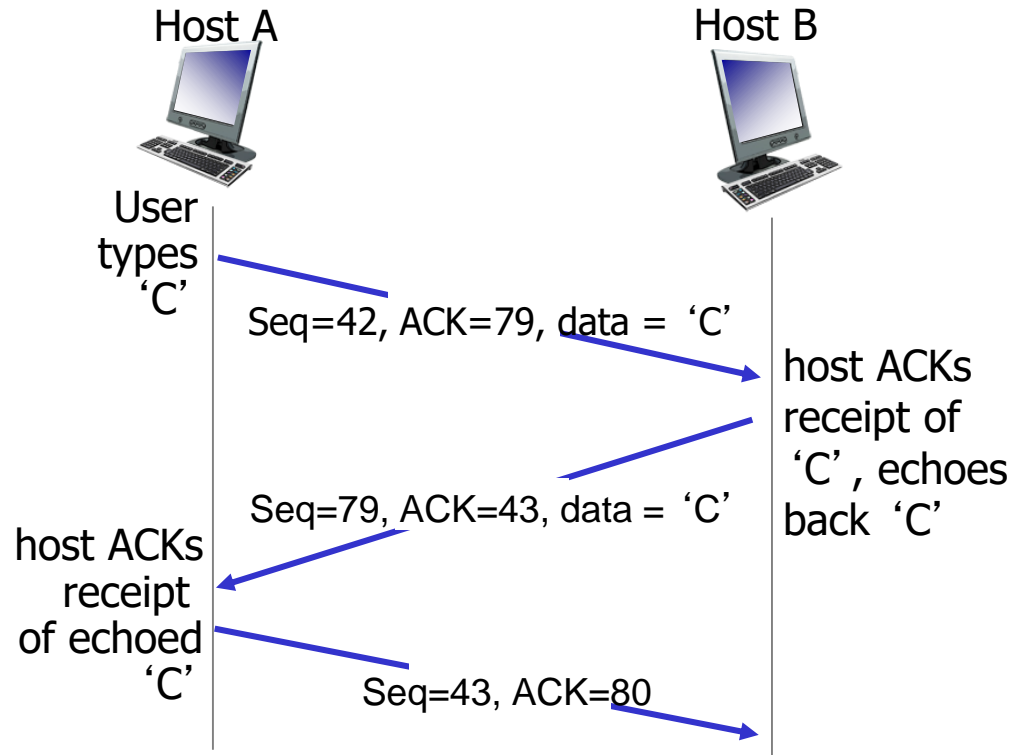 Host A
Host B
User
types
‘C’
Seq=42, ACK=79, data = ‘C’
host ACKs
receipt of
‘C’, echoes
back ‘C’
Seq=79, ACK=43, data = ‘C’
host ACKs
receipt
of echoed
‘C’
Seq=43, ACK=80